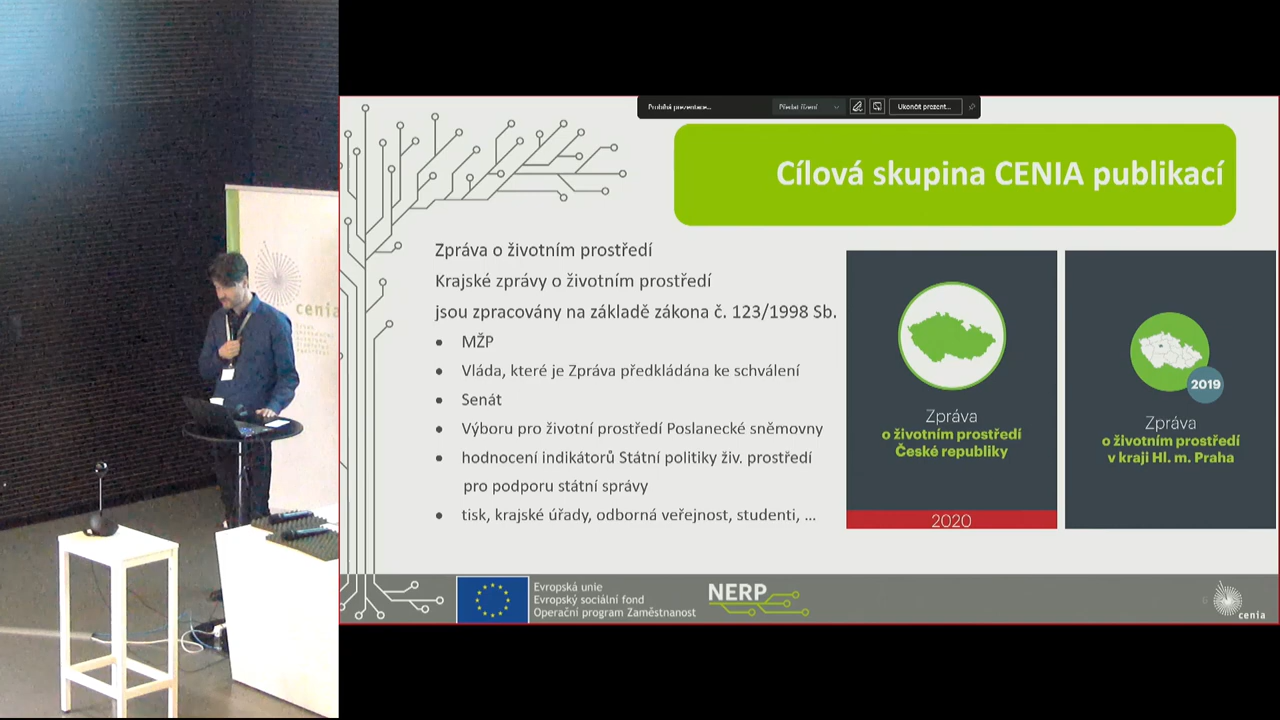 Probíhá prezentace...
Předat řízení
Ukončit prezent...
Cílová skupina CENIA publikací
Zpráva o životním prostředí
Krajské zprávy o životním prostředí
jsou zpracovány na základě zákona č. 123/1998 Sb.
• MŽP
• Vláda, které je Zpráva předkládána ke schválení
• Senát
• Výboru pro životní prostředí Poslanecké sněmovny
• hodnocení indikátorů Státní politiky živ. prostředí
pro podporu státní správy
• tisk, krajské úřady, odborná veřejnost, studenti, ...
Zpráva
o životním prostředí
České republiky
2020
2019
Zpráva
o životním prostředí
v kraji Hl. m. Praha
Evropská unie
Evropský sociální fond
Operační program Zaměstnanost
NERP
cenia
cenia